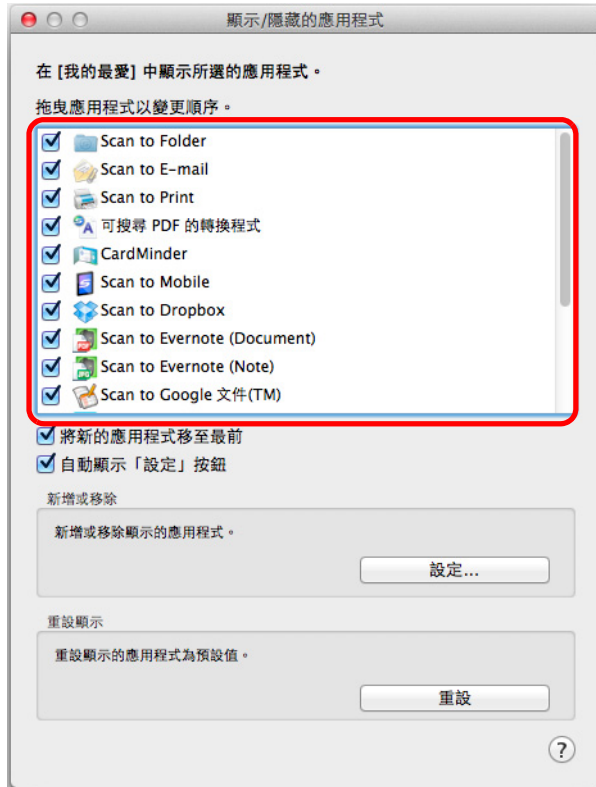 顯示/隱藏的應用程式
在 [我的最愛] 中顯示所選的應用程式。
拖曳應用程式以變更順序。
Scan to Folder
Scan to E-mail
Scan to Print
可搜尋 PDF 的轉換程式
CardMinder
Scan to Mobile
Scan to Dropbox
Scan to Evernote (Document)
Scan to Evernote (Note)
Scan to Google 文件(TM)
將新的應用程式移至最前
自動顯示「設定」按鈕
新增或移除
新增或移除顯示的應用程式。
設定...
重設顯示
重設顯示的應用程式為預設值。
重設
?